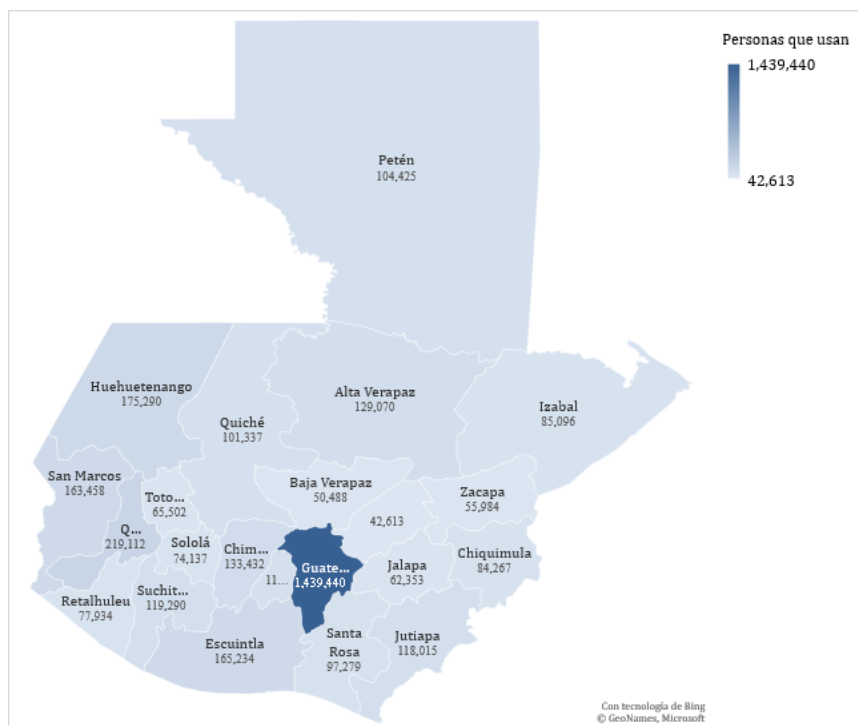 Personas que usan
1,439,440
42,613
Petén
104,425
Huehuetenango
175,290
Quiché
101,337
Alta Verapaz
129,070
Izabal
85,096
San Marcos
163,458
Toto...
65,502
Baja Verapaz
50,488
Zacapa
55,984
Q...
219,112
Sololá
74,137
Chim...
133,432
42,613
Guate...
1,439,440
11...
Jalapa
62,353
Chiquimula
84,267
Retalhuleu
77,934
Suchit...
119,290
Escuintla
165,234
Santa
Rosa
97,279
Jutiapa
118,015
Con tecnología de Bing
© GeoNames, Microsoft